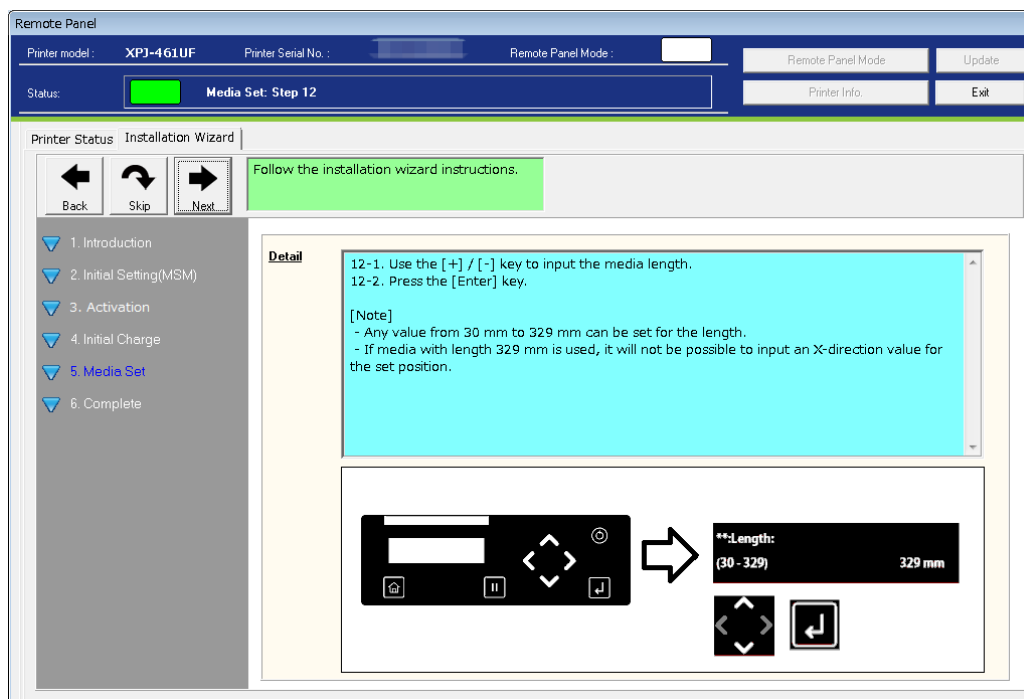 Remote Panel
Printer model :
XPJ-461UF
Printer Serial No. :
Remote Panel Mode :
Remote Panel Mode
Update
Status:
Media Set: Step 12
Printer Info.
Exit
Printer Status
Installation Wizard
Back
Skip
Next
Follow the installation wizard instructions.
1. Introduction
2. Initial Setting(MSM)
3. Activation
4. Initial Charge
5. Media Set
6. Complete
Detail
12-1. Use the [+] / [-] key to input the media length.
12-2. Press the [Enter] key.
[Note]
- Any value from 30 mm to 329 mm can be set for the length.
- If media with length 329 mm is used, it will not be possible to input an X-direction value for
the set position.
**:Length:
(30 - 329)
329 mm